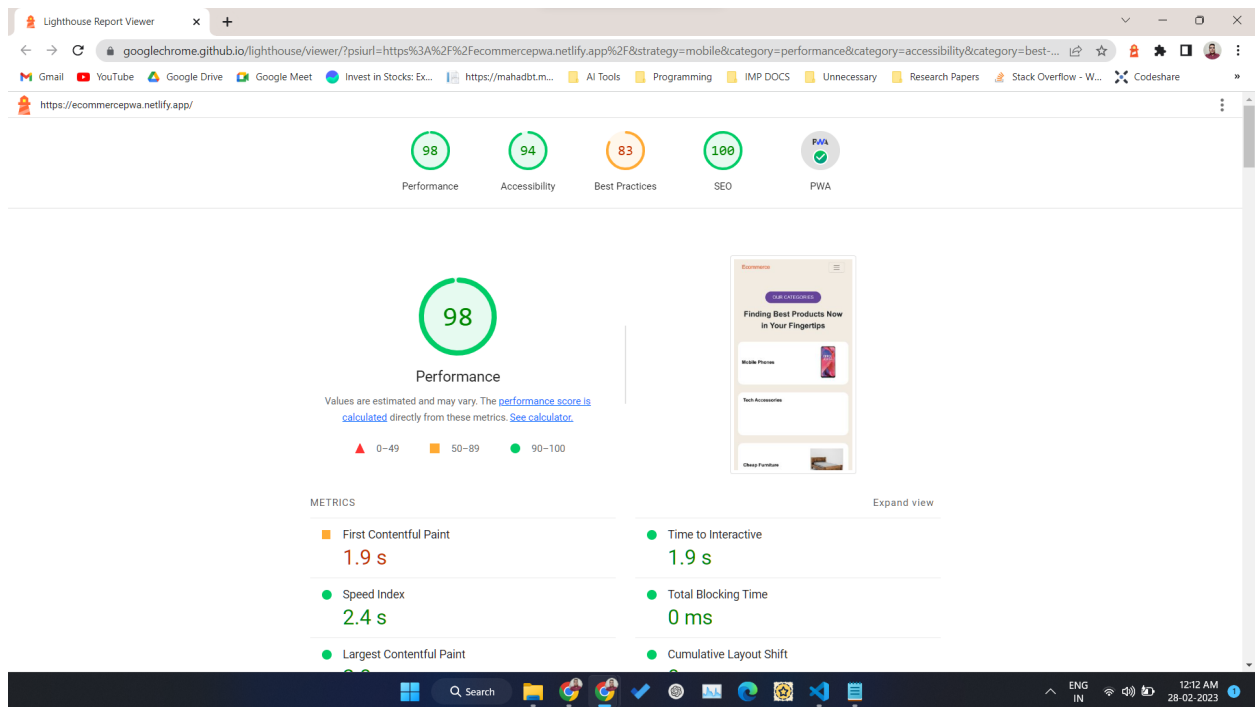 Lighthouse Report Viewer
googlechrome.github.io/lighthouse/viewer/?psiurl=https%3A%2F%2Fecommercepwa.netlify.app%2F&strategy=mobile&category=performance&category=accessibility&category=best-...
Gmail YouTube Google Drive Google Meet Invest in Stocks: Ex... https://mahadbt.m... AI Tools Programming IMP DOCS Unnecessary Research Papers Stack Overflow - W... Codeshare »
https://ecommercepwa.netlify.app/
98 94 83 100 PWA
Performance Accessibility Best Practices SEO PWA
Ecommerce
OUR CATEGORIES
Finding Best Products Now
in Your Fingertips
Mobile Phones
Tech Accessories
Cheap Furniture
98
Performance
Values are estimated and may vary. The performance score is
calculated directly from these metrics. See calculator.
0–49 50–89 90–100
METRICS Expand view
First Contentful Paint Time to Interactive
1.9 s 1.9 s
Speed Index Total Blocking Time
2.4 s 0 ms
Largest Contentful Paint Cumulative Layout Shift
Search
ENG
IN
12:12 AM
28-02-2023
1